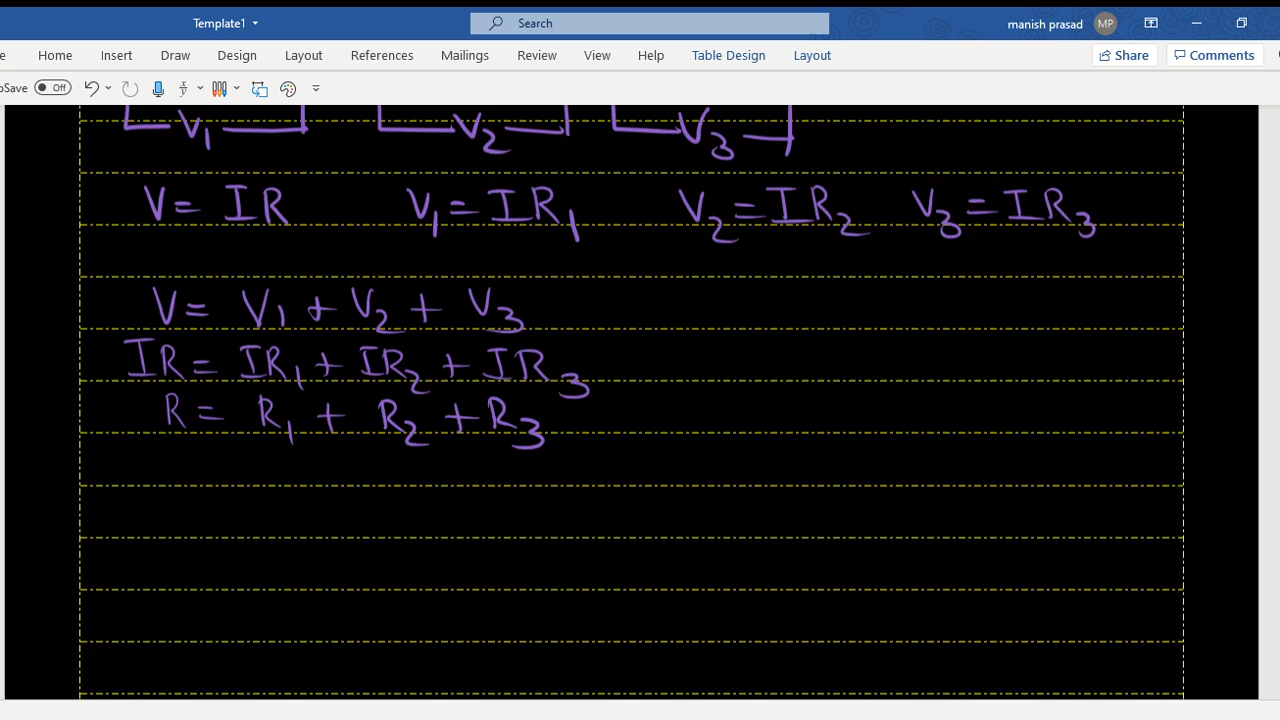 Template1 Search manish prasad MP
Home Insert Draw Design Layout References Mailings Review View Help Table Design Layout Share Comments
Save Off
V₁ V₂ V₃
V = IR V₁ = IR₁ V₂ = IR₂ V₃ = IR₃
V = V₁ + V₂ + V₃
IR = IR₁ + IR₂ + IR₃
R = R₁ + R₂ + R₃